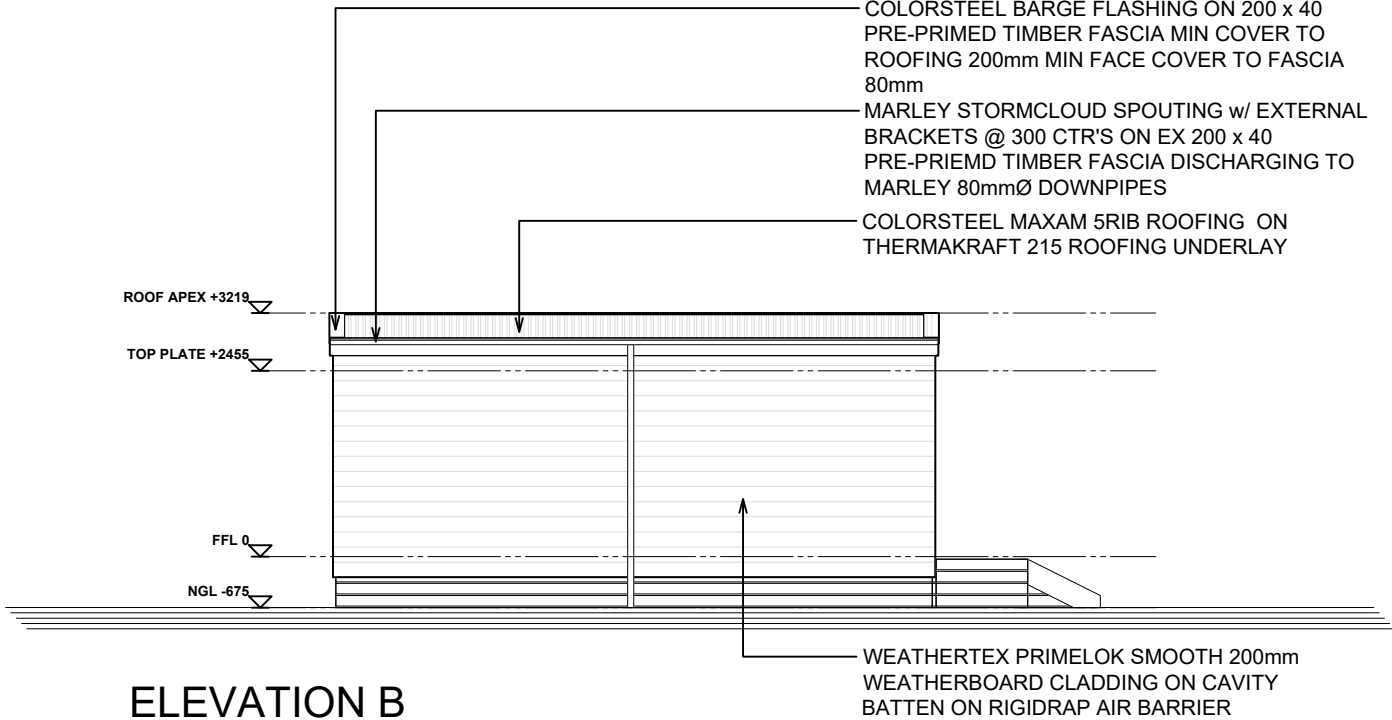 COLORSTEEL BARGE FLASHING ON 200 x 40
PRE-PRIMED TIMBER FASCIA MIN COVER TO
ROOFING 200mm MIN FACE COVER TO FASCIA
80mm
MARLEY STORMCLOUD SPOUTING w/ EXTERNAL
BRACKETS @ 300 CTR'S ON EX 200 x 40
PRE-PRIEMD TIMBER FASCIA DISCHARGING TO
MARLEY 80mmØ DOWNPIPES
COLORSTEEL MAXAM 5RIB ROOFING ON
THERMAKRAFT 215 ROOFING UNDERLAY
ROOF APEX +3219
TOP PLATE +2455
FFL 0
NGL -675
WEATHERTEX PRIMELOK SMOOTH 200mm
WEATHERBOARD CLADDING ON CAVITY
BATTEN ON RIGIDRAP AIR BARRIER
ELEVATION B